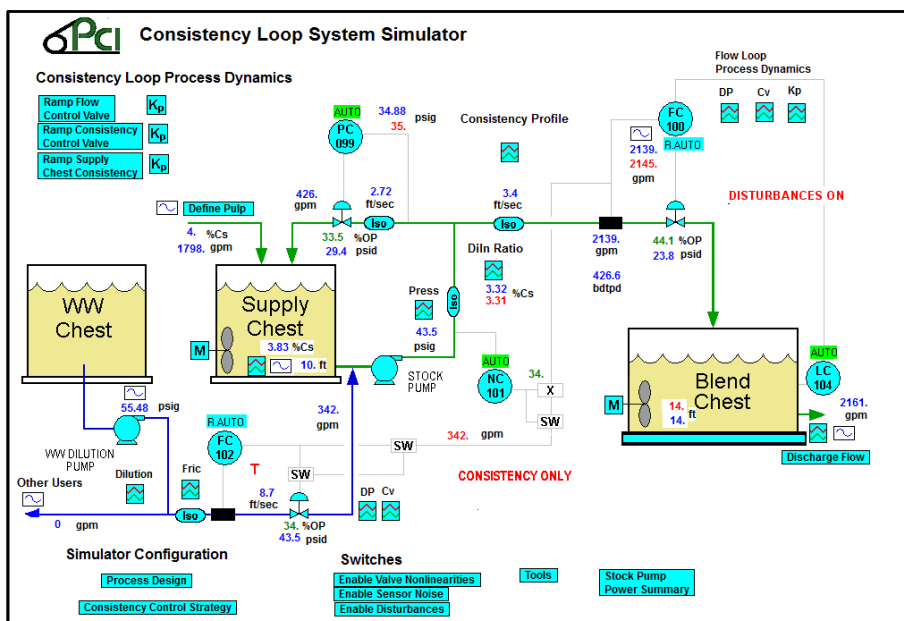 PCI
Consistency Loop System Simulator
Consistency Loop Process Dynamics
Ramp Flow
Control Valve
Kp
Ramp Consistency
Control Valve
Kp
Ramp Supply
Chest Consistency
Kp
AUTO
PC
099
34.88
35.
psig
Consistency Profile
Flow Loop
Process Dynamics
DP
Cv
Kp
FC
100
R.AUTO
2139.
2145.
gpm
DISTURBANCES ON
Define Pulp
4. %Cs
1798. gpm
426.
gpm
2.72
ft/sec
Iso
33.5 %OP
29.4 psid
3.4
ft/sec
Iso
2139.
gpm
426.6
bdtpd
44.1 %OP
23.8 psid
Diln Ratio
3.32
3.31
%Cs
Press
Iso
43.5
psig
WW
Chest
Supply
Chest
M
3.83 %Cs
10. ft
STOCK
PUMP
AUTO
NC
101
34.
X
SW
AUTO
LC
104
Blend
Chest
M
14.
14.
ft
2161.
gpm
Discharge Flow
55.48 psig
WW DILUTION
PUMP
R.AUTO
FC
102
T
342.
gpm
SW
SW
342. gpm
CONSISTENCY ONLY
Other Users
0 gpm
Dilution
Fric
Iso
8.7
ft/sec
34. %OP
43.5 psid
DP
Cv
Simulator Configuration
Process Design
Consistency Control Strategy
Switches
Enable Valve Nonlinearities
Enable Sensor Noise
Enable Disturbances
Tools
Stock Pump
Power Summary